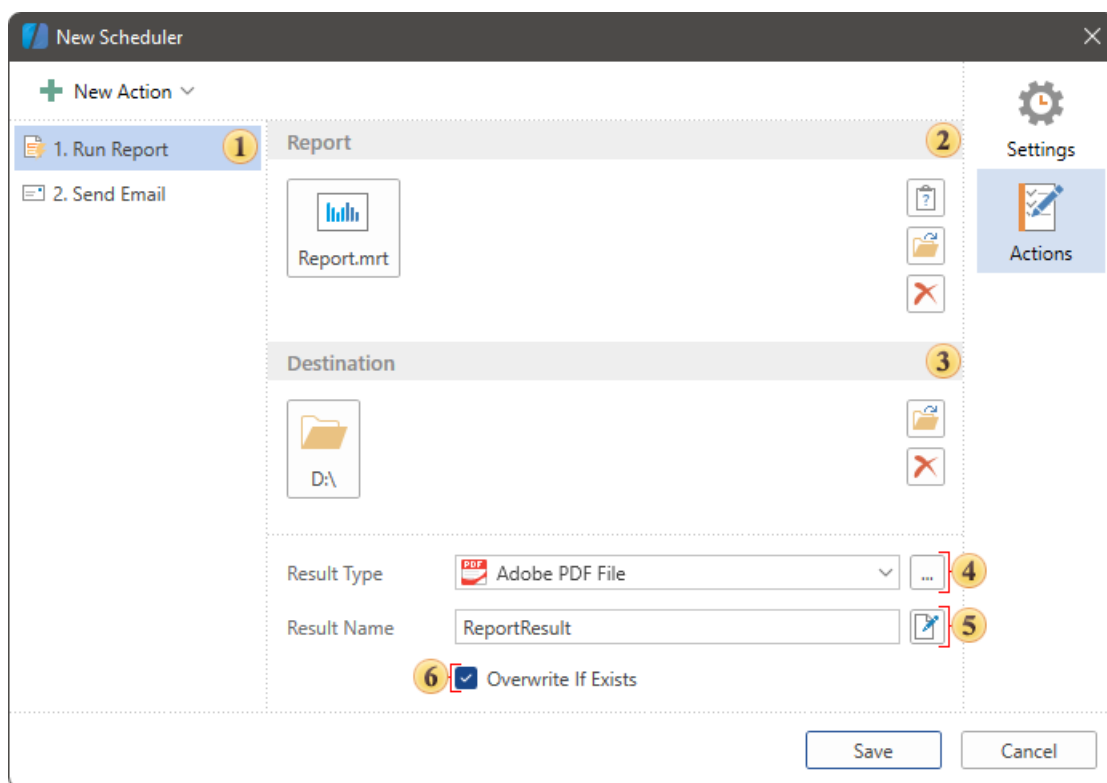 New Scheduler
New Action
1. Run Report
1
2. Send Email
Report
2
Report.mrt
?
Destination
3
D:\
Result Type
PDF
Adobe PDF File
...
4
Result Name
ReportResult
5
6
Overwrite If Exists
Settings
Actions
Save
Cancel